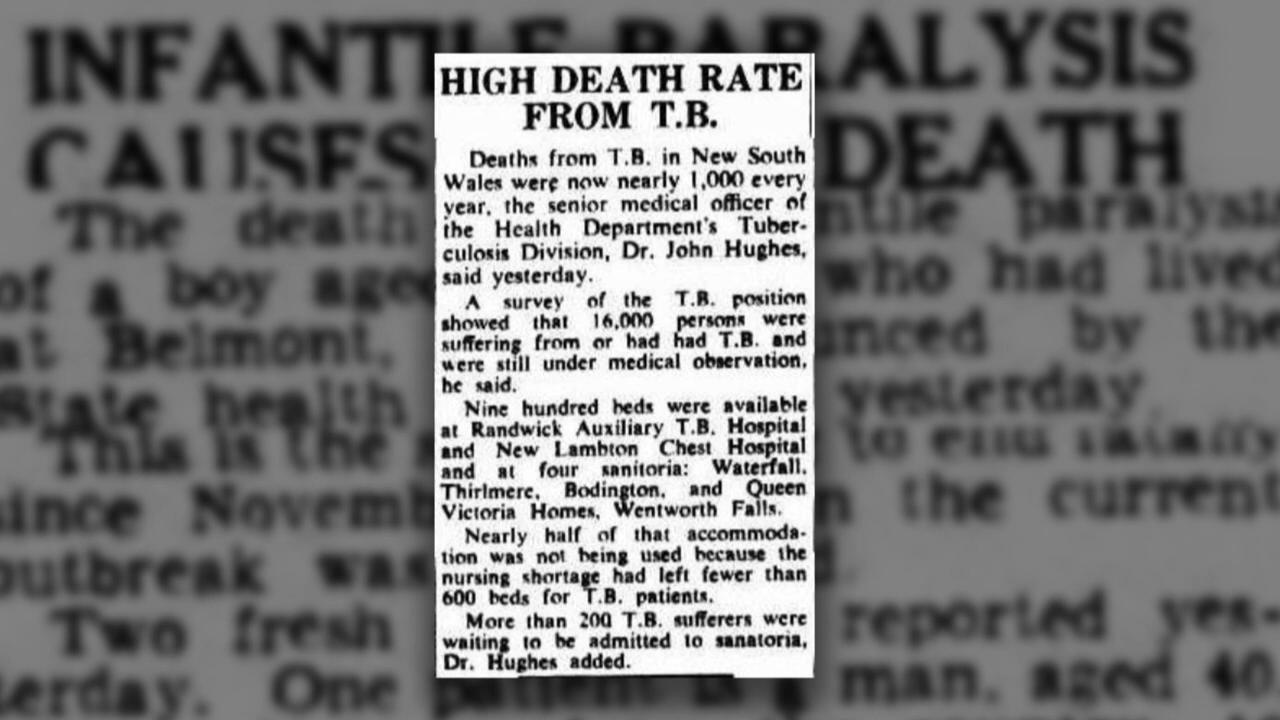 INFANTILE PARALYSIS
CAUSES DEATH
The death
of a boy aged who had lived
at Belmont, by the
State health yesterday
This is the to
since Novem the current
outbreak was
Two fresh reported yes-
terday. One man, aged 40
HIGH DEATH RATE
FROM T.B.
Deaths from T.B. in New South
Wales were now nearly 1,000 every
year, the senior medical officer of
the Health Department's Tuber-
culosis Division, Dr. John Hughes,
said yesterday.
A survey of the T.B. position
showed that 16,000 persons were
suffering from or had had T.B. and
were still under medical observation,
he said.
Nine hundred beds were available
at Randwick Auxiliary T.B. Hospital
and New Lambton Chest Hospital
and at four sanitoria: Waterfall,
Thirlmere, Bodington, and Queen
Victoria Homes, Wentworth Falls.
Nearly half of that accommoda-
tion was not being used because the
nursing shortage had left fewer than
600 beds for T.B. patients.
More than 200 T.B. sufferers were
waiting to be admitted to sanatoria,
Dr. Hughes added.